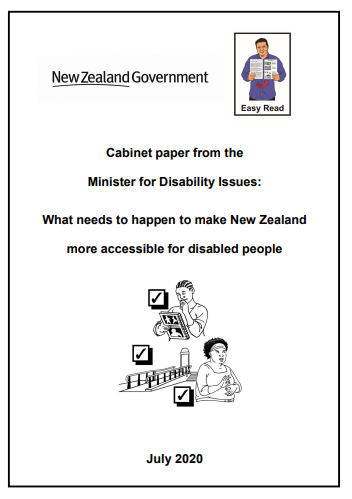 New Zealand Government
Easy Read
Cabinet paper from the
Minister for Disability Issues:
What needs to happen to make New Zealand
more accessible for disabled people
July 2020